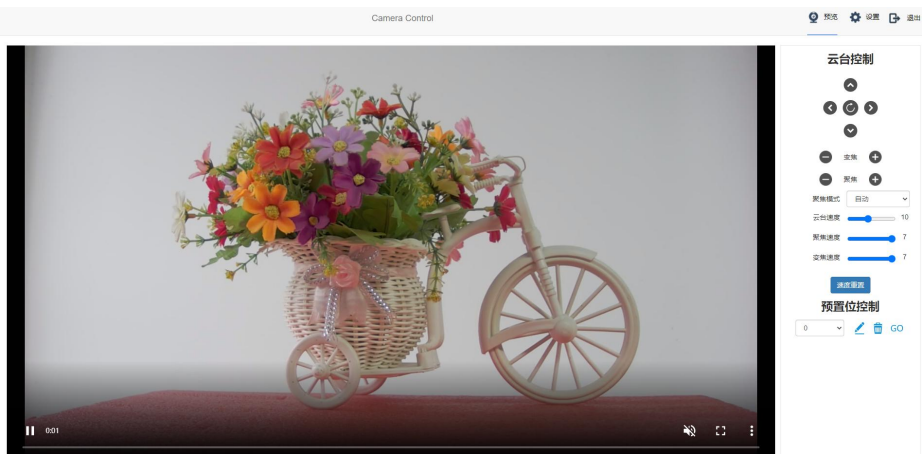 Camera Control
预览 设置 退出
云台控制
变焦
聚焦
聚焦模式 自动
云台速度 10
聚焦速度 7
变焦速度 7
速度重置
预置位控制
0 GO
0:01